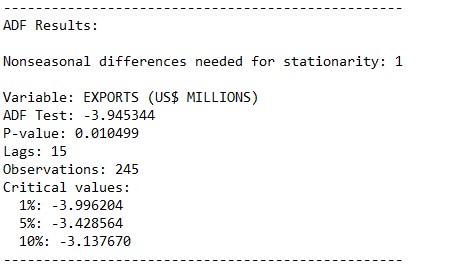 --------------------------------------------------
ADF Results:
Nonseasonal differences needed for stationarity: 1
Variable: EXPORTS (US$ MILLIONS)
ADF Test: -3.945344
P-value: 0.010499
Lags: 15
Observations: 245
Critical values:
1%: -3.996204
5%: -3.428564
10%: -3.137670
--------------------------------------------------